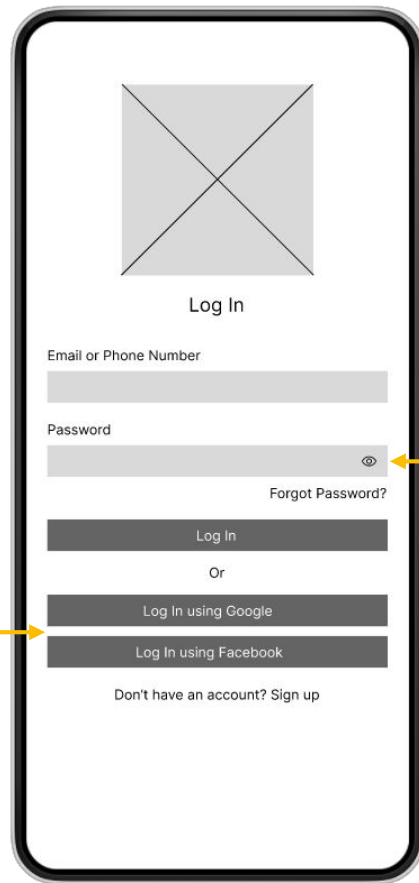 Log In
Email or Phone Number
Password
Forgot Password?
Log In
Or
Log In using Google
Log In using Facebook
Don't have an account? Sign up